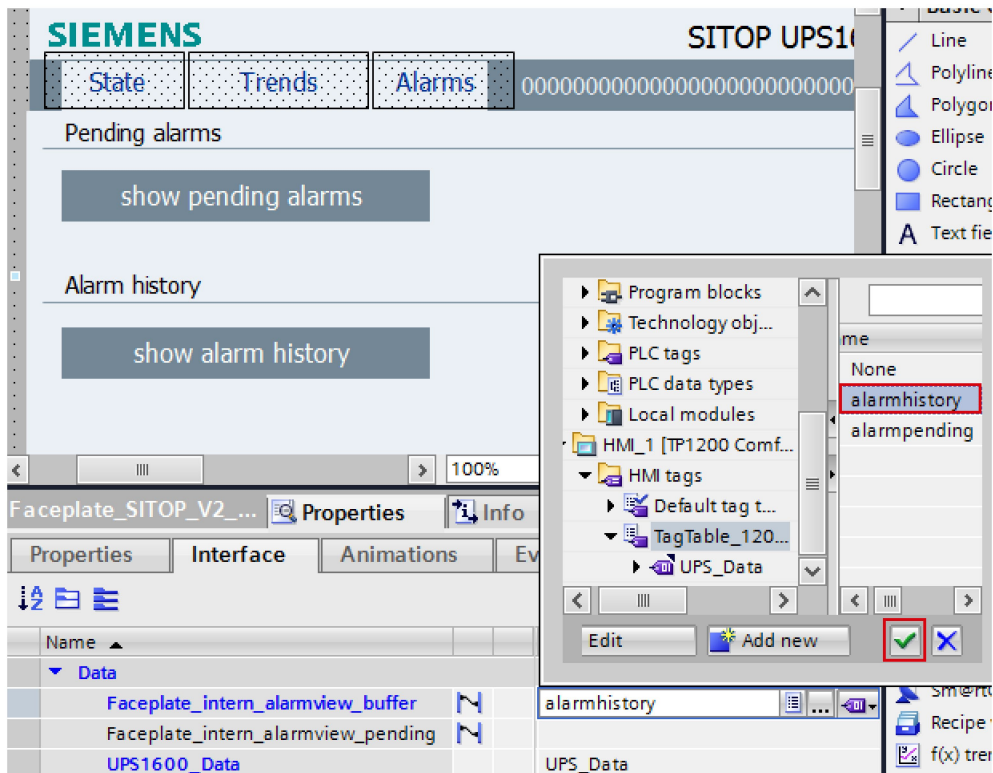 SIEMENS
SITOP UPS16
State Trends Alarms 000000000000000000000000000
Pending alarms
show pending alarms
Alarm history
show alarm history
100%
Line
Polyline
Polygon
Ellipse
Circle
Rectang
A Text fie
Program blocks
Technology obj...
PLC tags
PLC data types
Local modules
HMI_1 [TP1200 Comf...
HMI tags
Default tag t...
TagTable_120...
UPS_Data
me
None
alarmhistory
alarmpending
Edit
Add new
Faceplate_SITOP_V2_... Properties Info
Properties Interface Animations Ev
Name
Data
Faceplate_intern_alarmview_buffer alarmhistory ...
Faceplate_intern_alarmview_pending
UPS1600_Data UPS_Data
Recipe
f(x) tren